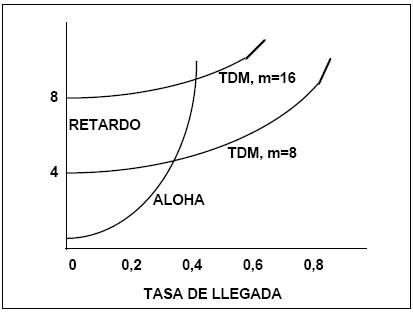 8
TDM, m=16
RETARDO
TDM, m=8
4
ALOHA
0 0,2 0,4 0,6 0,8
TASA DE LLEGADA